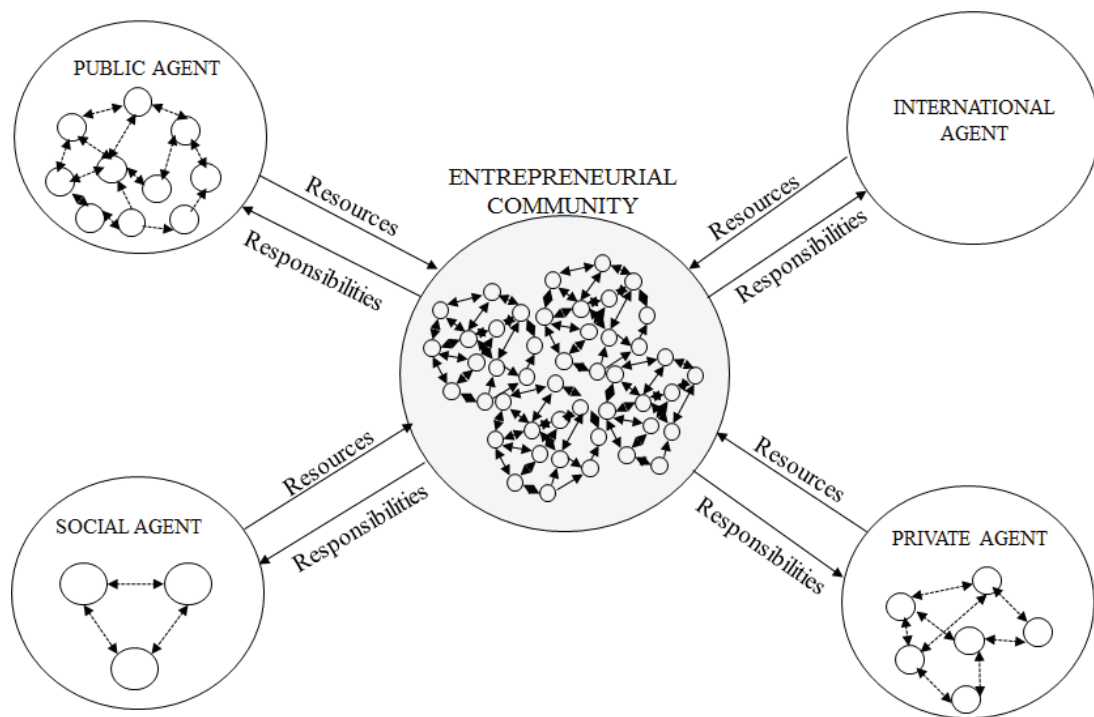 PUBLIC AGENT
INTERNATIONAL
AGENT
ENTREPRENEURIAL
COMMUNITY
Resources
Responsibilities
Resources
Responsibilities
Resources
Responsibilities
Resources
Responsibilities
SOCIAL AGENT
PRIVATE AGENT